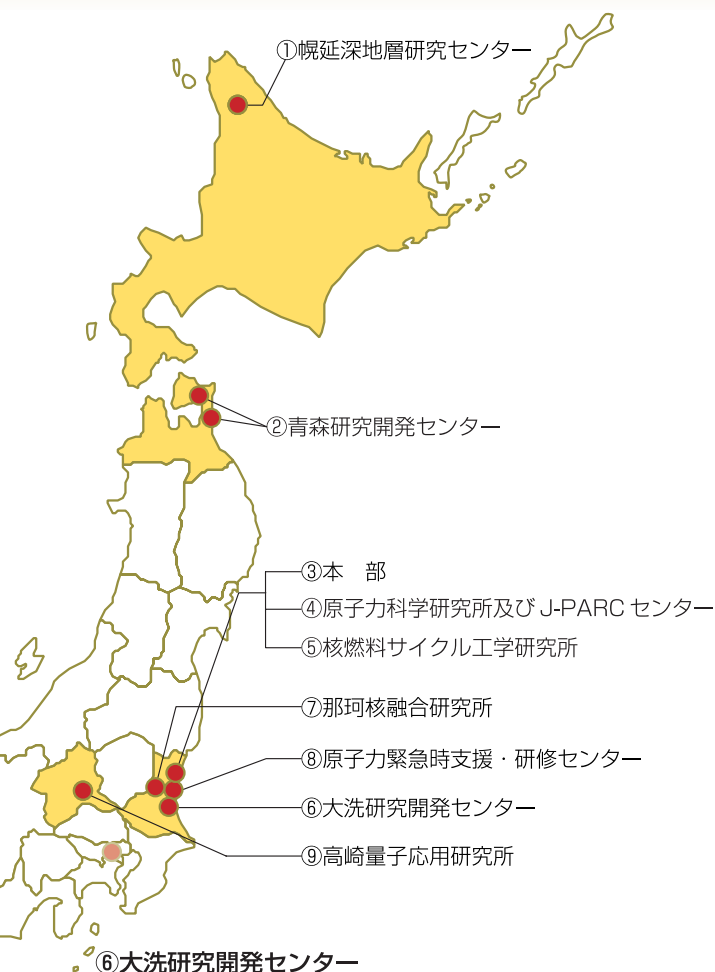 ①幌延深地層研究センター
②青森研究開発センター
③本　部
④原子力科学研究所及び J-PARC センター
⑤核燃料サイクル工学研究所
⑦那珂核融合研究所
⑧原子力緊急時支援・研修センター
⑥大洗研究開発センター
⑨高崎量子応用研究所
⑥大洗研究開発センター